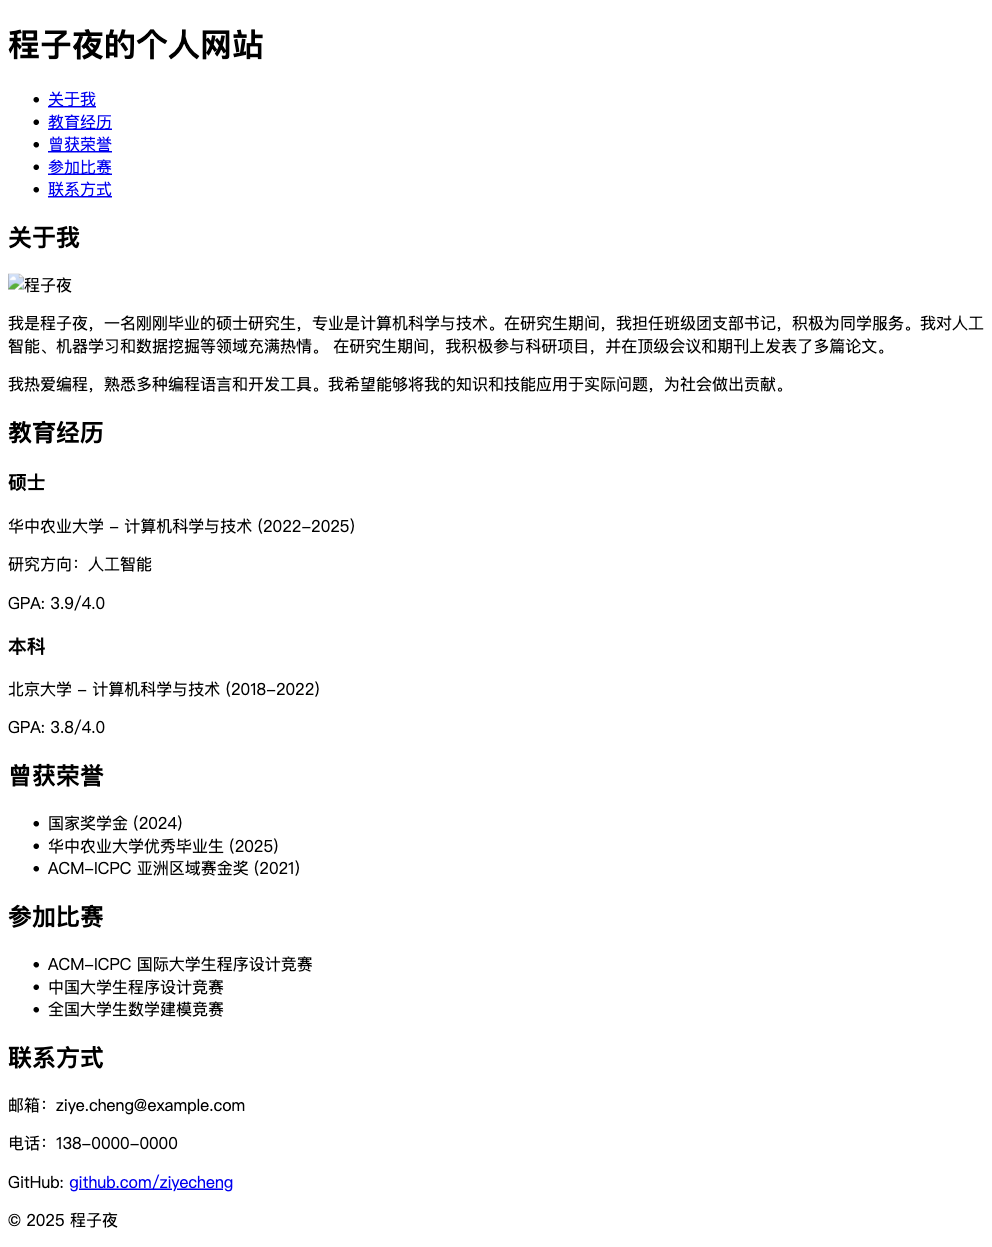 程子夜的个人网站
关于我
教育经历
曾获荣誉
参加比赛
联系方式
关于我
程子夜
我是程子夜，一名刚刚毕业的硕士研究生，专业是计算机科学与技术。在研究生期间，我担任班级团支部书记，积极为同学服务。我对人工
智能、机器学习和数据挖掘等领域充满热情。 在研究生期间，我积极参与科研项目，并在顶级会议和期刊上发表了多篇论文。
我热爱编程，熟悉多种编程语言和开发工具。我希望能够将我的知识和技能应用于实际问题，为社会做出贡献。
教育经历
硕士
华中农业大学 - 计算机科学与技术 (2022-2025)
研究方向：人工智能
GPA: 3.9/4.0
本科
北京大学 - 计算机科学与技术 (2018-2022)
GPA: 3.8/4.0
曾获荣誉
国家奖学金 (2024)
华中农业大学优秀毕业生 (2025)
ACM-ICPC 亚洲区域赛金奖 (2021)
参加比赛
ACM-ICPC 国际大学生程序设计竞赛
中国大学生程序设计竞赛
全国大学生数学建模竞赛
联系方式
邮箱：ziye.cheng@example.com
电话：138-0000-0000
GitHub: github.com/ziyecheng
© 2025 程子夜